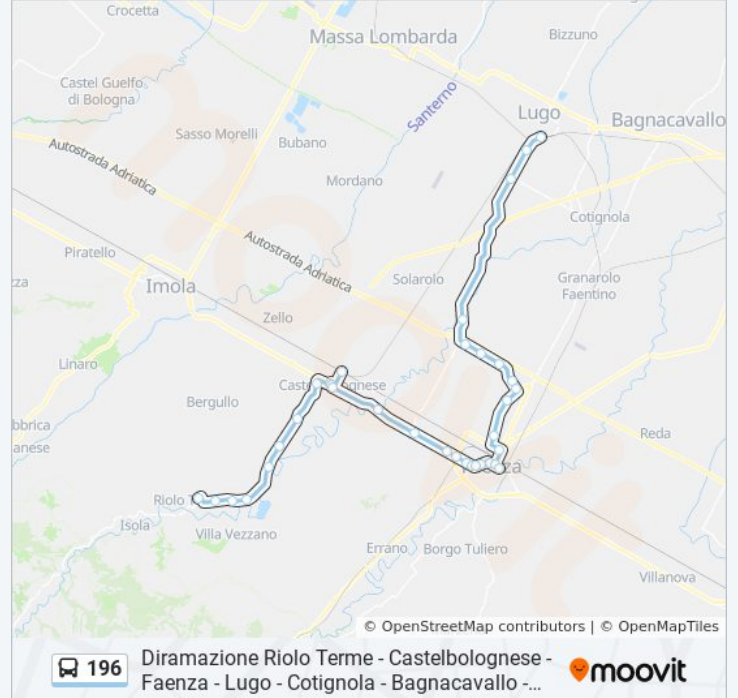 Crocetta
Massa Lombarda
Bizzuno
Castel Guelfo
di Bologna
Santerno
Lugo
Bagnacavallo
Sasso Morelli
Bubano
Autostrada Adriatica
Mordano
Cotignola
Piratello
Autostrada Adriatica
Imola
Solarolo
Granarolo
Faentino
Zello
Linaro
Bergullo
Reda
Riolo
Isola
Villa Vezzano
Errano
Borgo Tuliero
Villanova
© OpenStreetMap contributors | © OpenMapTiles
196
Diramazione Riolo Terme - Castelbolognese -
Faenza - Lugo - Cotignola - Bagnacavallo -...
moovit